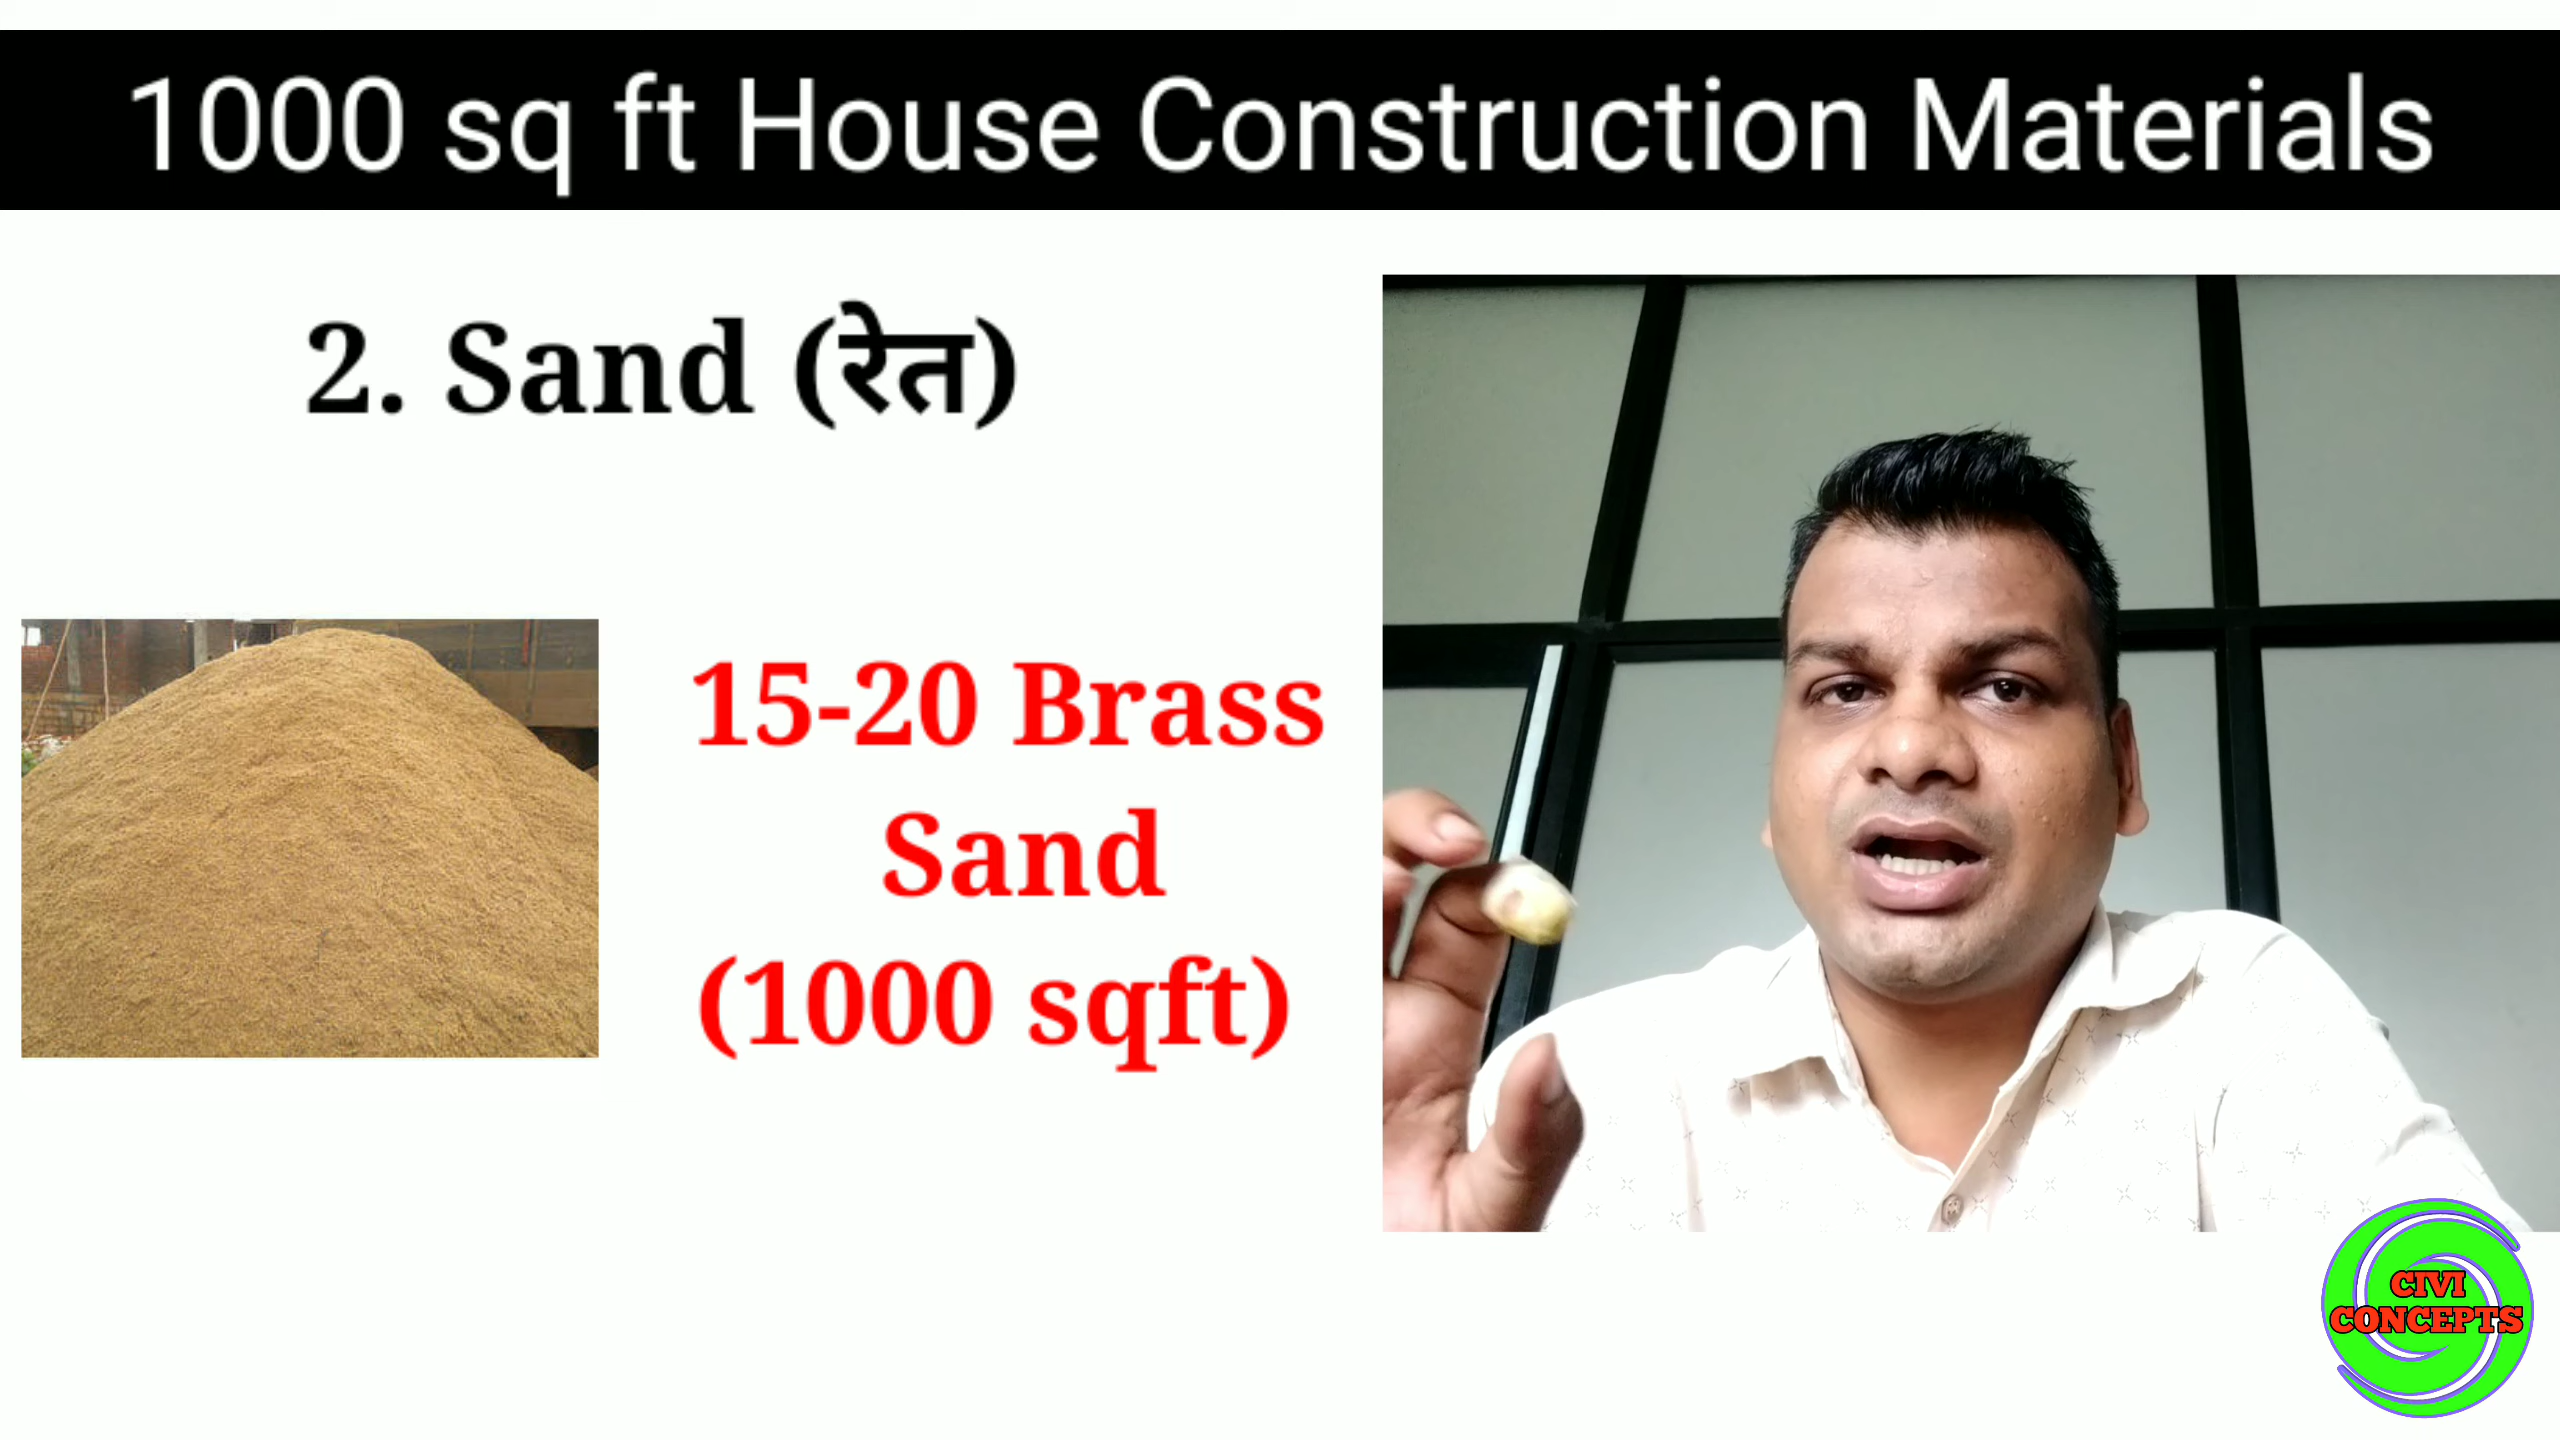 1000 sq ft House Construction Materials
2. Sand (रेत)
15-20 Brass
Sand
(1000 sqft)
CIVI
CONCEPTS